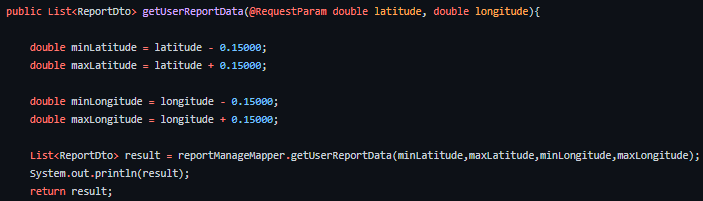 public List<ReportDto> getUserReportData(@RequestParam double latitude, double longitude){
double minLatitude = latitude - 0.15000;
double maxLatitude = latitude + 0.15000;
double minLongitude = longitude - 0.15000;
double maxLongitude = longitude + 0.15000;
List<ReportDto> result = reportManageMapper.getUserReportData(minLatitude,maxLatitude,minLongitude,maxLongitude);
System.out.println(result);
return result;